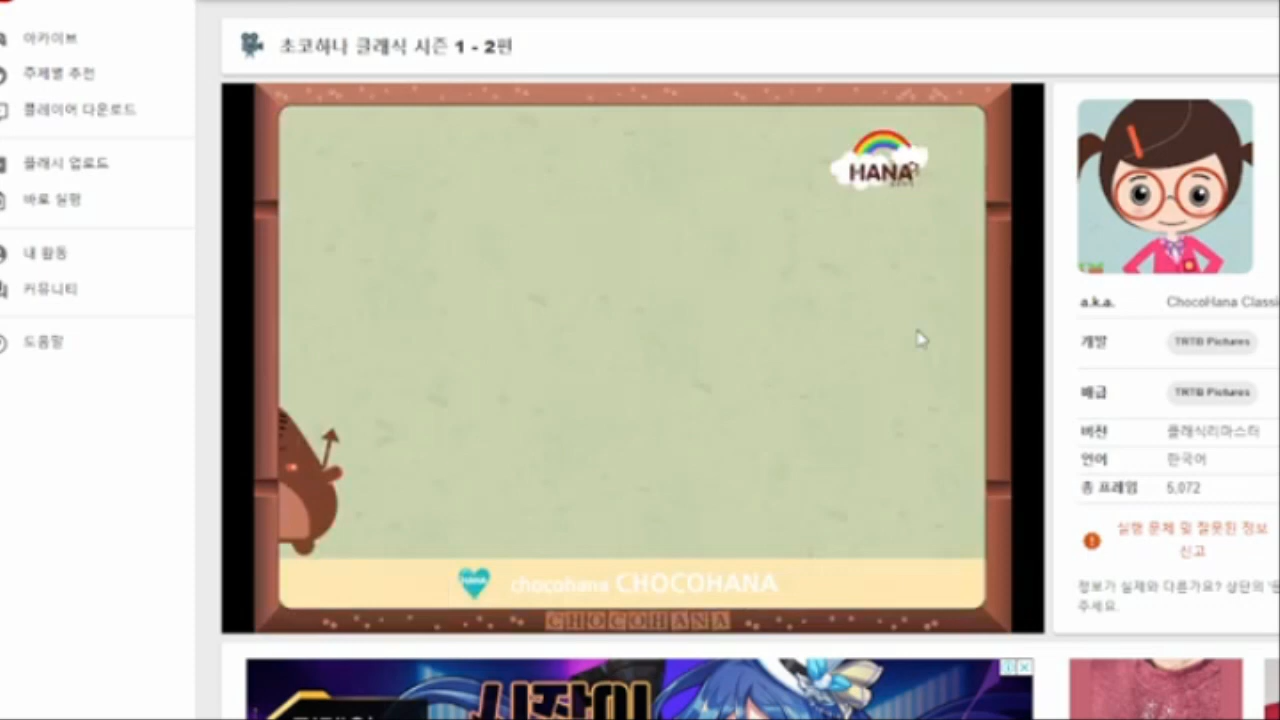 아카이브
주제별 추천
플레이어 다운로드
플래시 업로드
바로 실행
내 활동
커뮤니티
도움말
초코하나 클래식 시즌 1 - 2편
HANA
chocohana CHOCOHANA
CHOCOHANA
a.k.a. ChocoHana Classi
개발 TRTB Pictures
배급 TRTB Pictures
버전 클래식리마스터
언어 한국어
총 프레임 5,072
실행 문제 및 잘못된 정보
신고
정보가 실제와 다른가요? 상단의
주세요.
시작이